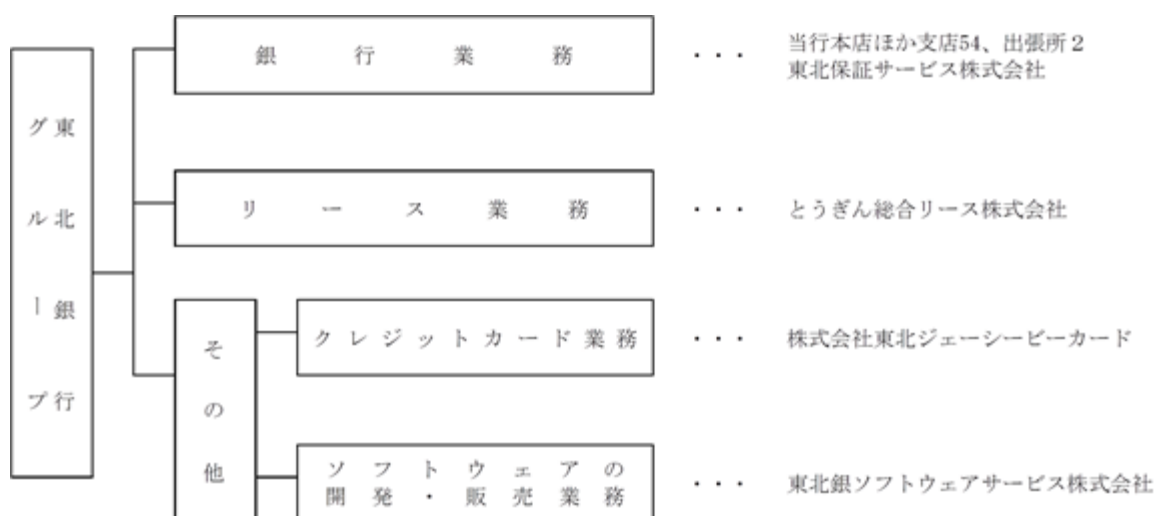 東北銀行
グループ
銀行業務
・・・
当行本店ほか支店54、出張所2
東北保証サービス株式会社
リース業務
・・・
とうぎん総合リース株式会社
その他
クレジットカード業務
・・・
株式会社東北ジェーシービーカード
ソフトウェアの
開発・販売業務
・・・
東北銀ソフトウェアサービス株式会社